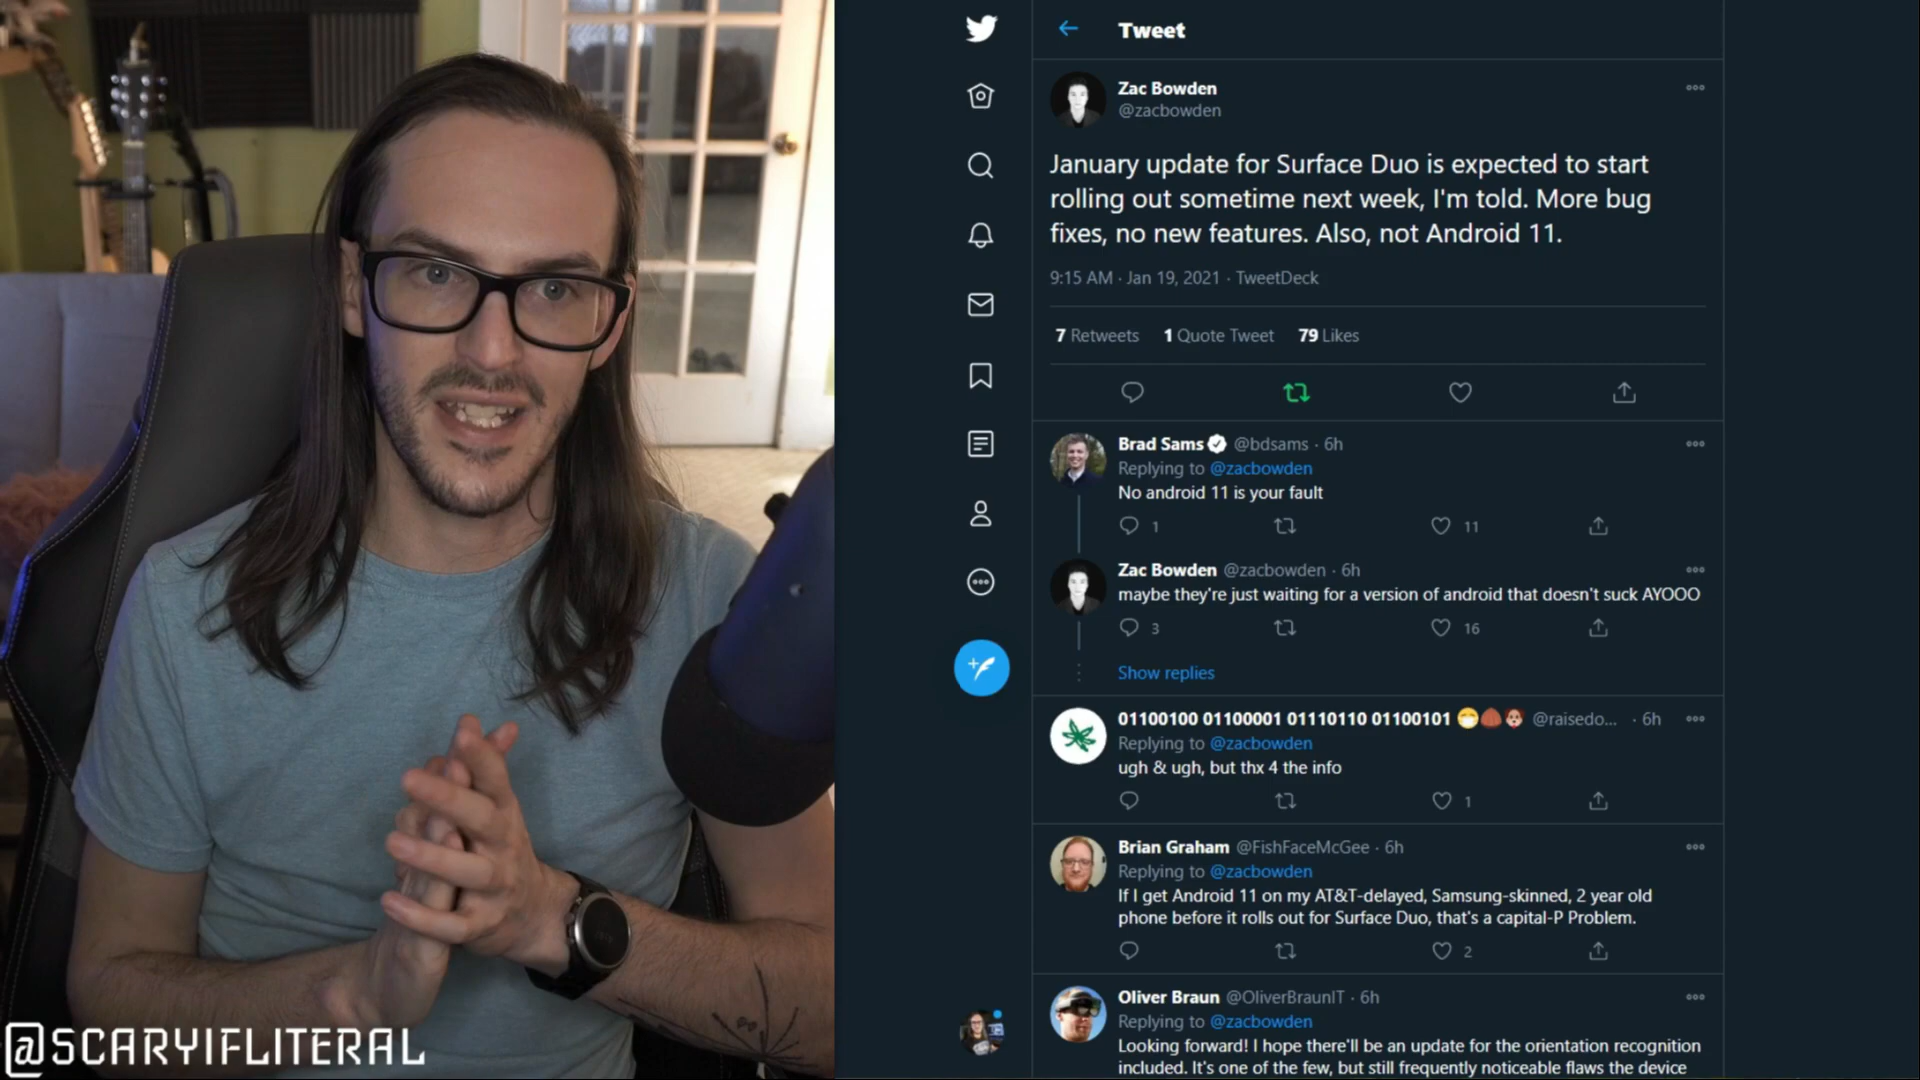 Tweet
Zac Bowden
@zacbowden
January update for Surface Duo is expected to start
rolling out sometime next week, I'm told. More bug
fixes, no new features. Also, not Android 11.
9:15 AM · Jan 19, 2021 · TweetDeck
7 Retweets 1 Quote Tweet 79 Likes
Brad Sams @bdsams · 6h
Replying to @zacbowden
No android 11 is your fault
1 11
Zac Bowden @zacbowden · 6h
maybe they're just waiting for a version of android that doesn't suck AYOOO
3 16
Show replies
01100100 01100001 01110110 01100101 @raisedo... · 6h
Replying to @zacbowden
ugh & ugh, but thx 4 the info
1
Brian Graham @FishFaceMcGee · 6h
Replying to @zacbowden
If I get Android 11 on my AT&T-delayed, Samsung-skinned, 2 year old
phone before it rolls out for Surface Duo, that's a capital-P Problem.
2
Oliver Braun @OliverBraunIT · 6h
Replying to @zacbowden
Looking forward! I hope there'll be an update for the orientation recognition
included. It's one of the few, but still frequently noticeable flaws the device
@SCARYIFLITERAL